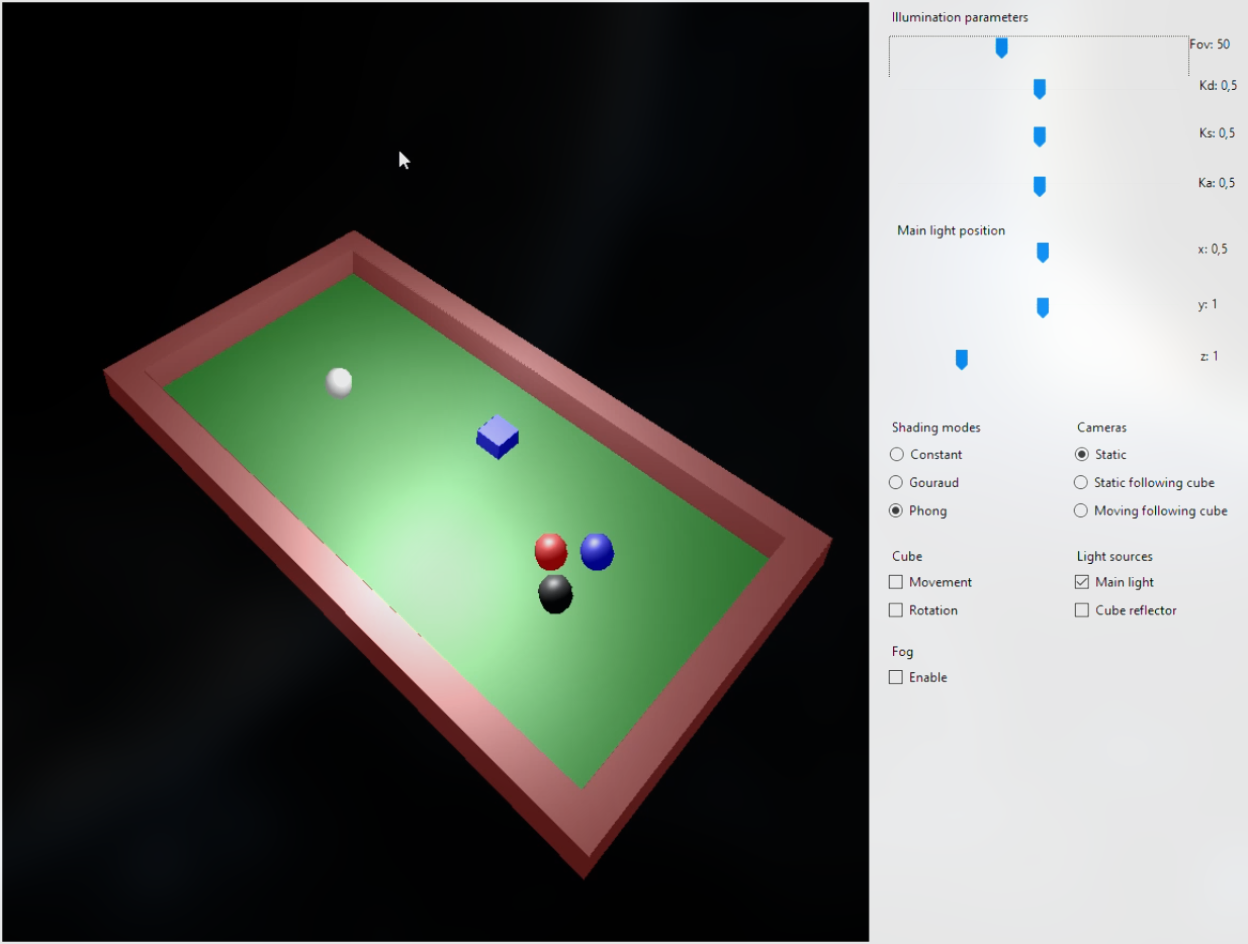 Illumination parameters
Fov: 50
Kd: 0,5
Ks: 0,5
Ka: 0,5
Main light position
x: 0,5
y: 1
z: 1
Shading modes
Cameras
Constant
Static
Gouraud
Static following cube
Phong
Moving following cube
Cube
Light sources
Movement
Main light
Rotation
Cube reflector
Fog
Enable